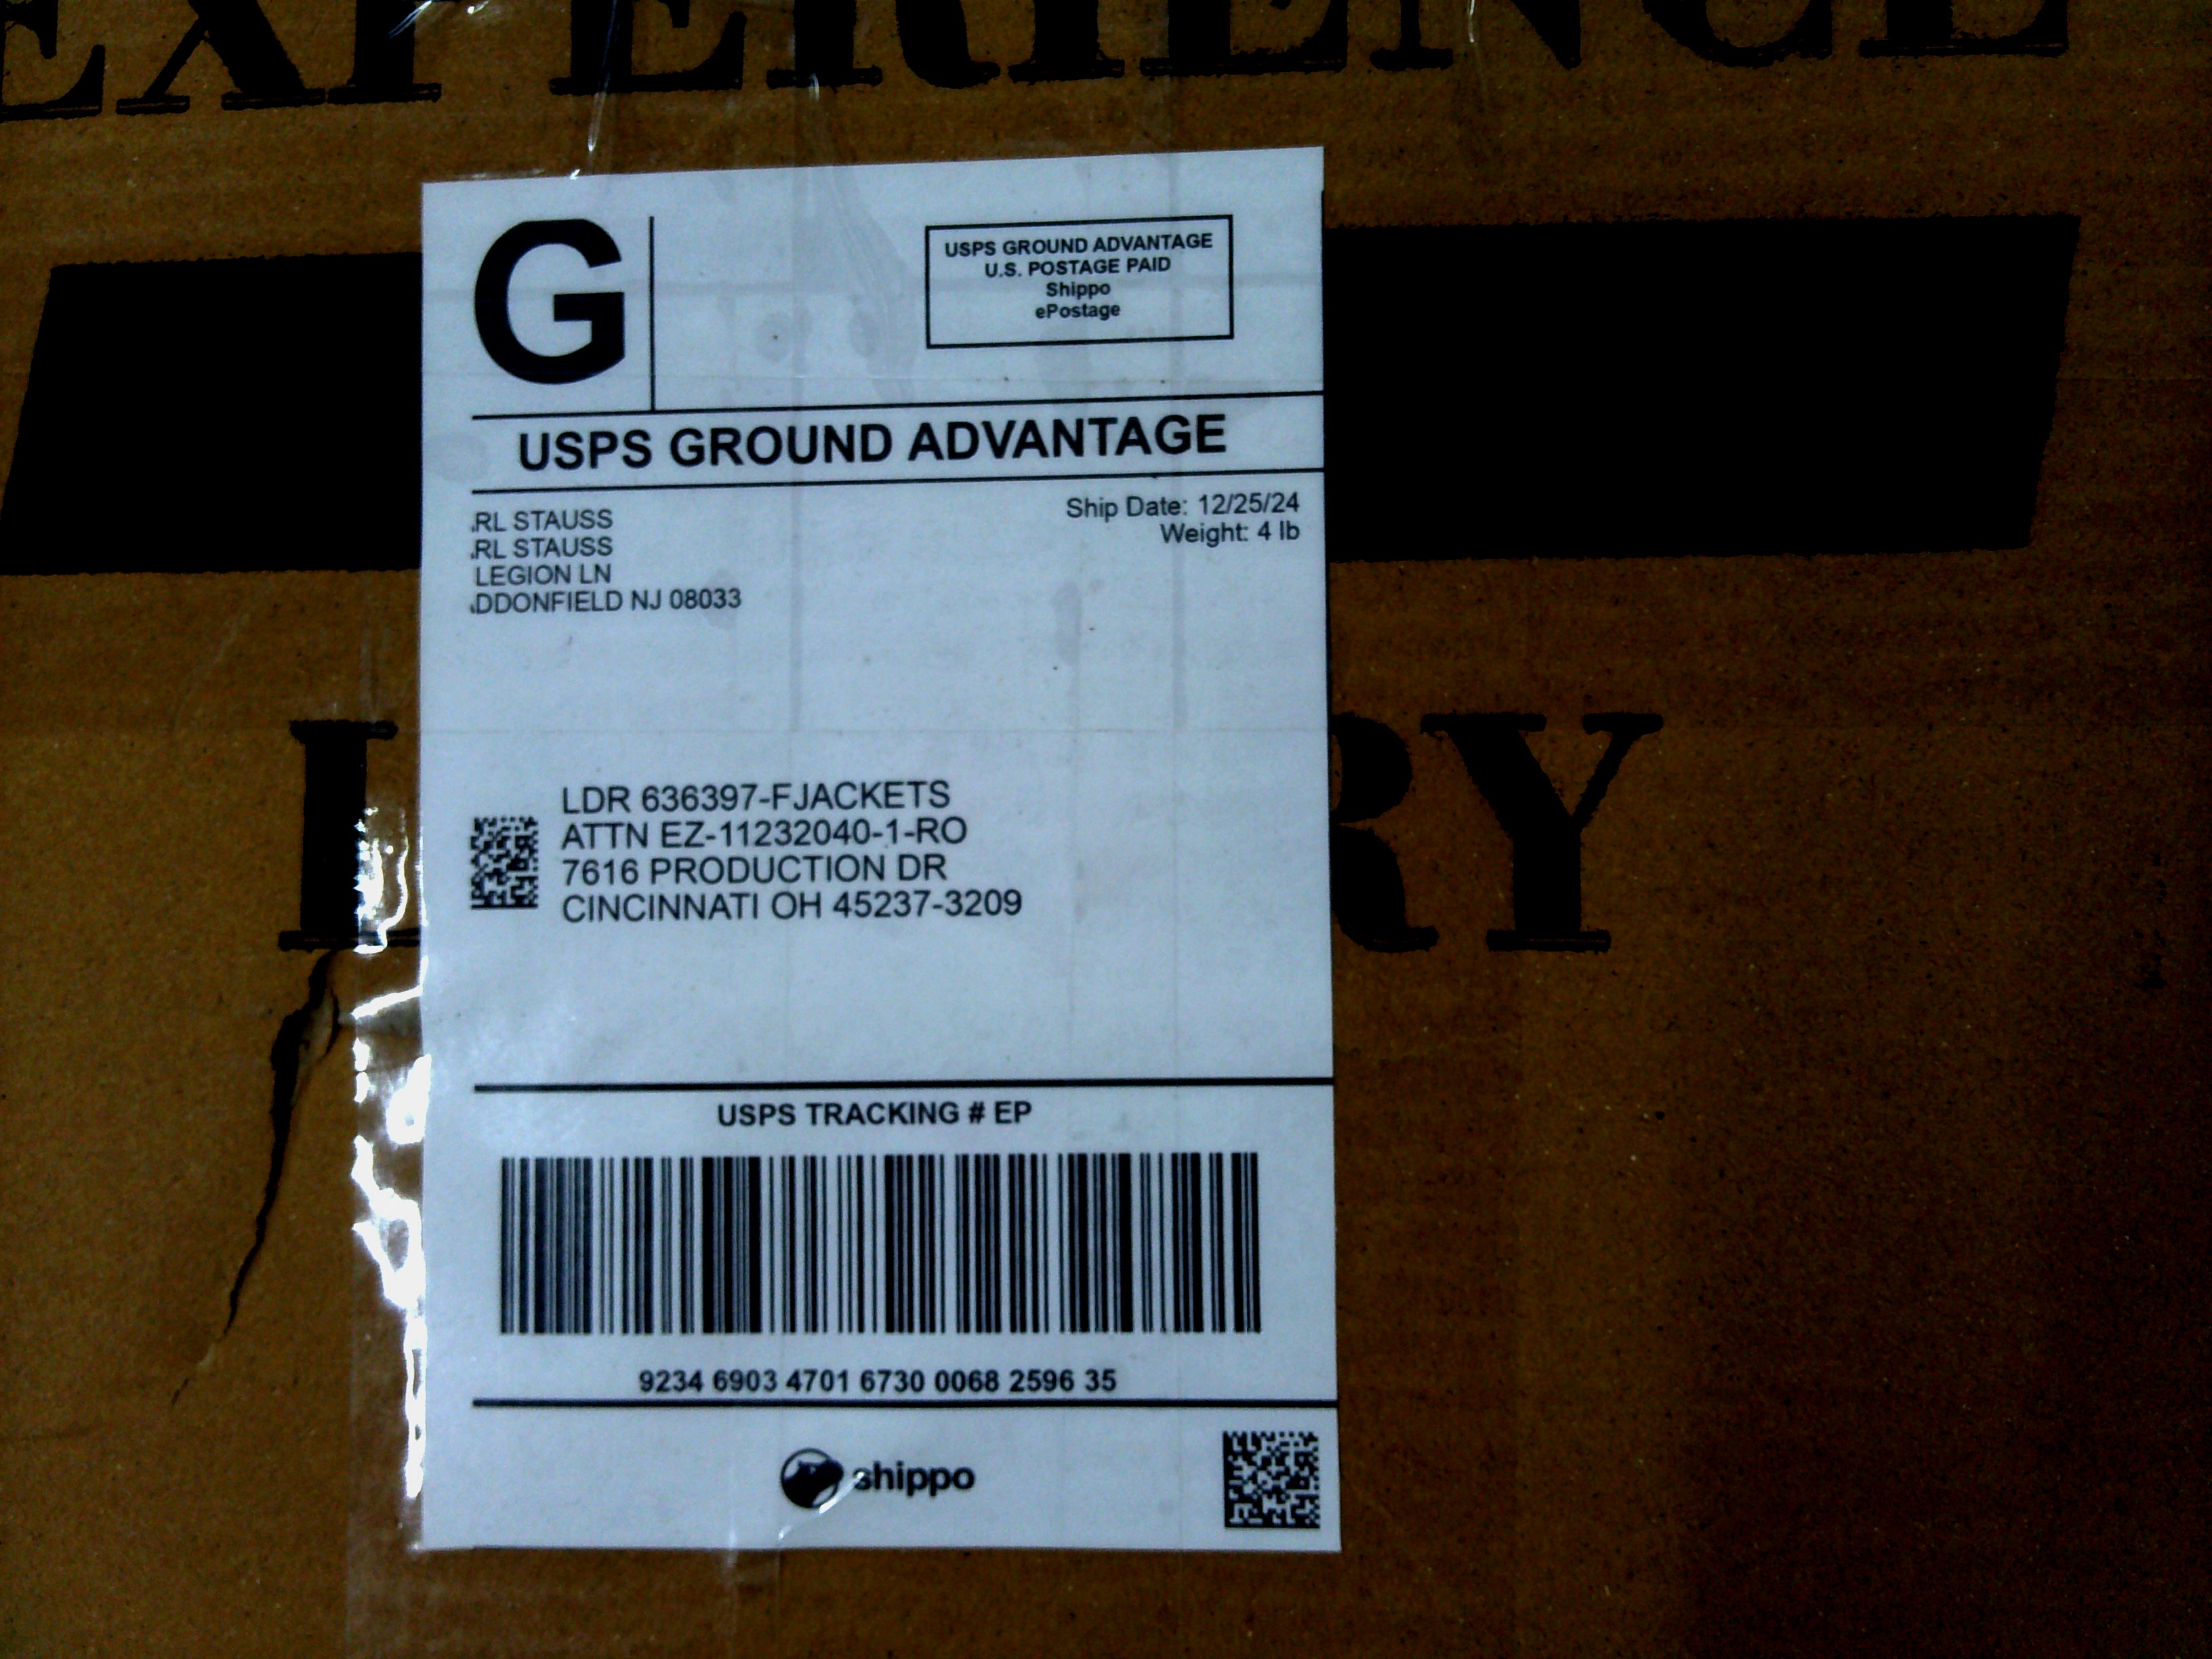 EXPERIENCE
G
USPS GROUND ADVANTAGE
U.S. POSTAGE PAID
Shippo
ePostage
USPS GROUND ADVANTAGE
RL STAUSS
RL STAUSS
LEGION LN
DDONFIELD NJ 08033
Ship Date: 12/25/24
Weight: 4 lb
LDR 636397-FJACKETS
ATTN EZ-11232040-1-RO
7616 PRODUCTION DR
CINCINNATI OH 45237-3209
USPS TRACKING # EP
9234 6903 4701 6730 0068 2596 35
shippo